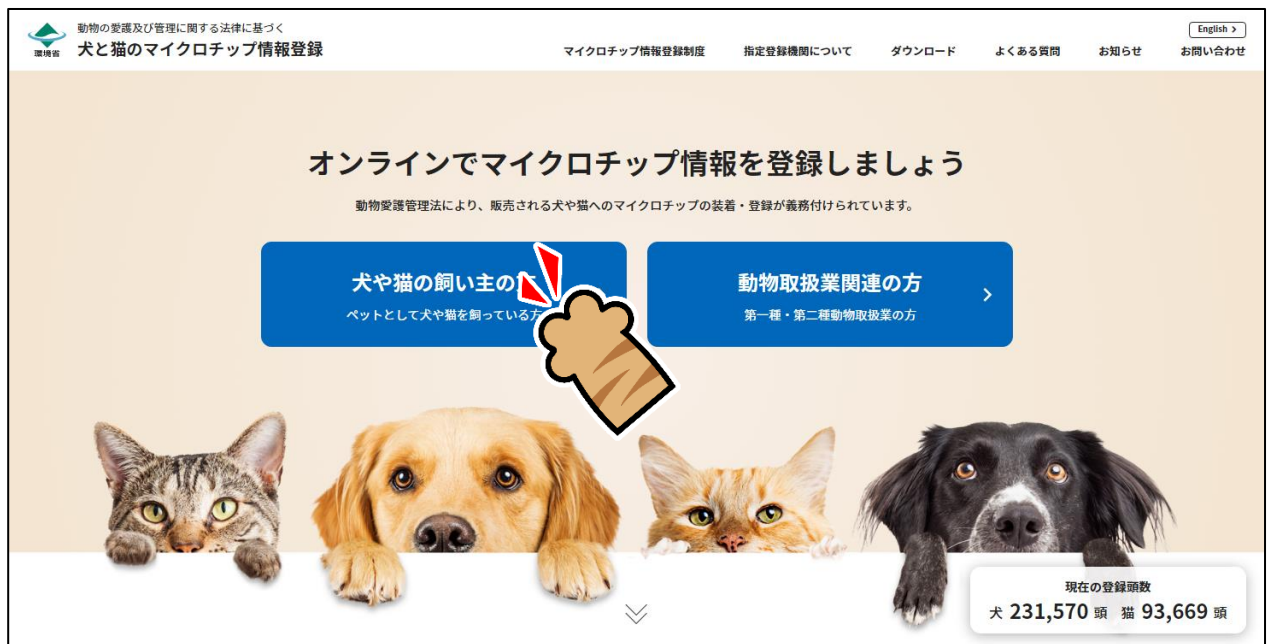 動物の愛護及び管理に関する法律に基づく
環境省
犬と猫のマイクロチップ情報登録
マイクロチップ情報登録制度
指定登録機関について
ダウンロード
よくある質問
お知らせ
English >
お問い合わせ
オンラインでマイクロチップ情報を登録しましょう
動物愛護管理法により、販売される犬や猫へのマイクロチップの装着・登録が義務付けられています。
犬や猫の飼い主の
ペットとして犬や猫を飼っている方
動物取扱業関連の方
第一種・第二種動物取扱業の方
現在の登録頭数
犬 231,570 頭 猫 93,669 頭